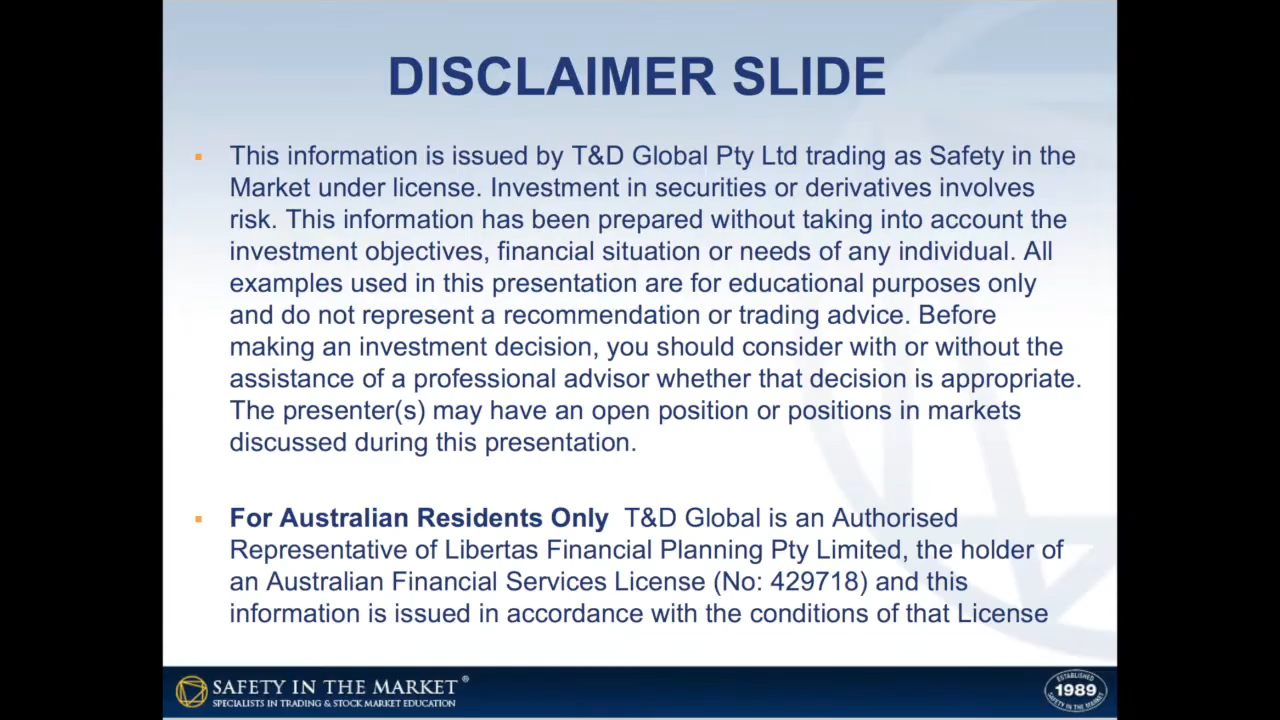 DISCLAIMER SLIDE
▪ This information is issued by T&D Global Pty Ltd trading as Safety in the
Market under license. Investment in securities or derivatives involves
risk. This information has been prepared without taking into account the
investment objectives, financial situation or needs of any individual. All
examples used in this presentation are for educational purposes only
and do not represent a recommendation or trading advice. Before
making an investment decision, you should consider with or without the
assistance of a professional advisor whether that decision is appropriate.
The presenter(s) may have an open position or positions in markets
discussed during this presentation.
▪ For Australian Residents Only T&D Global is an Authorised
Representative of Libertas Financial Planning Pty Limited, the holder of
an Australian Financial Services License (No: 429718) and this
information is issued in accordance with the conditions of that License
SAFETY IN THE MARKET®
SPECIALISTS IN TRADING & STOCK MARKET EDUCATION
ESTABLISHED
1989
SAFETY IN THE MARKET